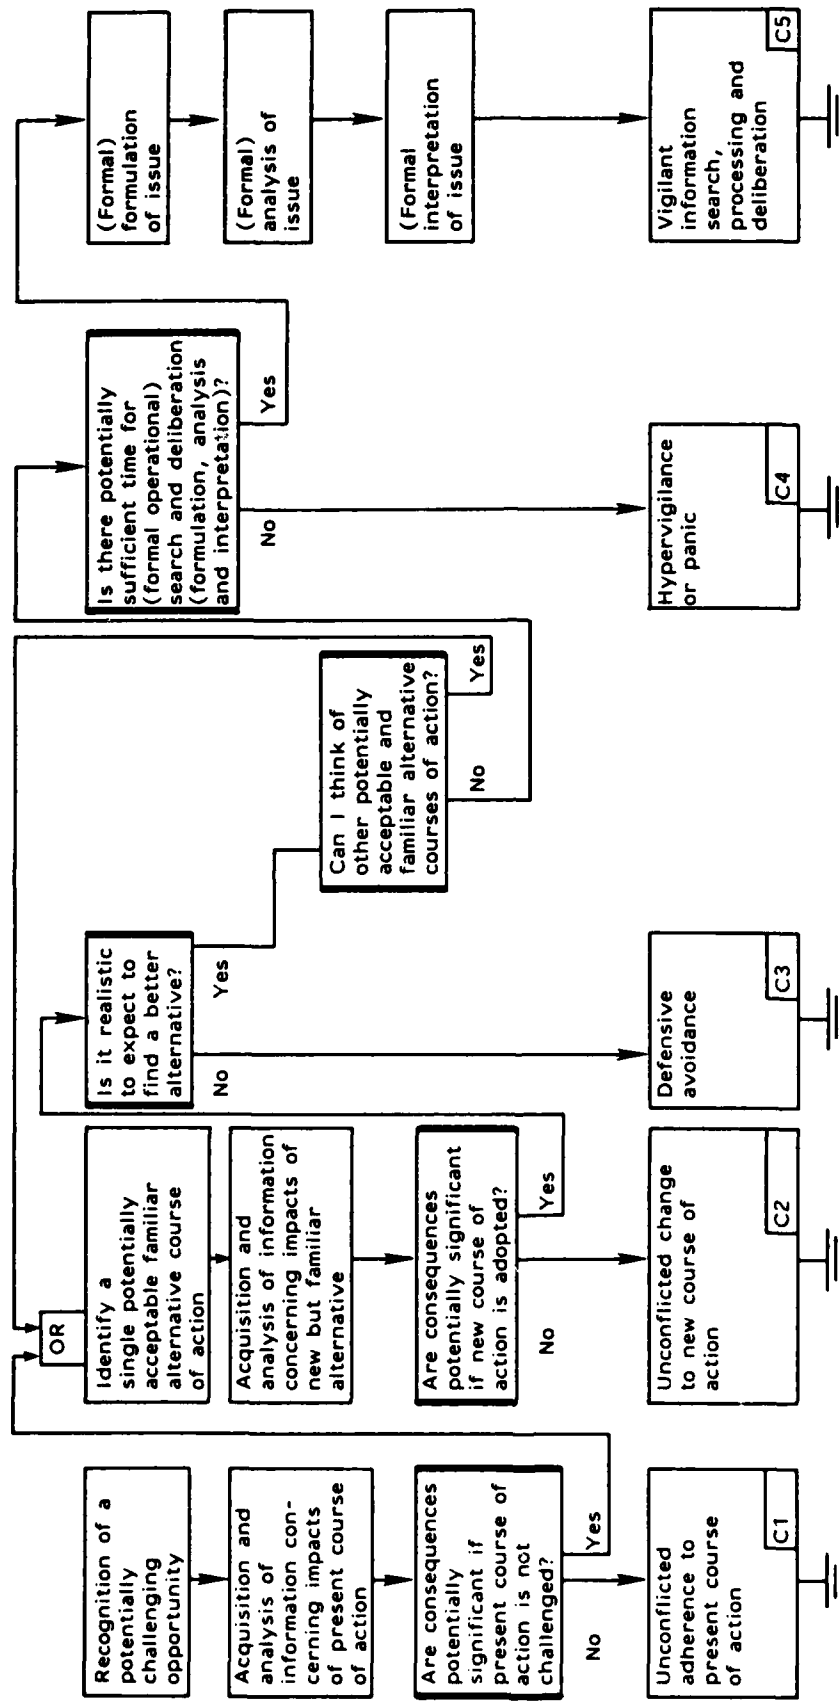 Recognition of a
potentially
challenging
opportunity
Acquisition and
analysis of
information con-
cerning impacts
of present course
of action
Are consequences
potentially
significant if
present course of
action is not
challenged?
No
Yes
Unconflicted
adherence to
present course
of action
C1
OR
Identify a
single potentially
acceptable familiar
alternative course
of action
Acquisition and
analysis of information
concerning impacts of
new but familiar
alternative
Are consequences
potentially significant
if new course of
action is adopted?
No
Yes
Unconflicted change
to new course of
action
C2
Is it realistic
to expect to
find a better
alternative?
No
Yes
Defensive
avoidance
C3
Can I think of
other potentially
acceptable and
familiar alternative
courses of action?
No
Yes
Is there potentially
sufficient time for
(formal operational)
search and deliberation
(formulation, analysis
and interpretation)?
No
Yes
Hypervigilance
or panic
C4
(Formal)
formulation
of issue
(Formal)
analysis of
issue
(Formal
interpretation
of issue
Vigilant
information
search,
processing and
deliberation
C5